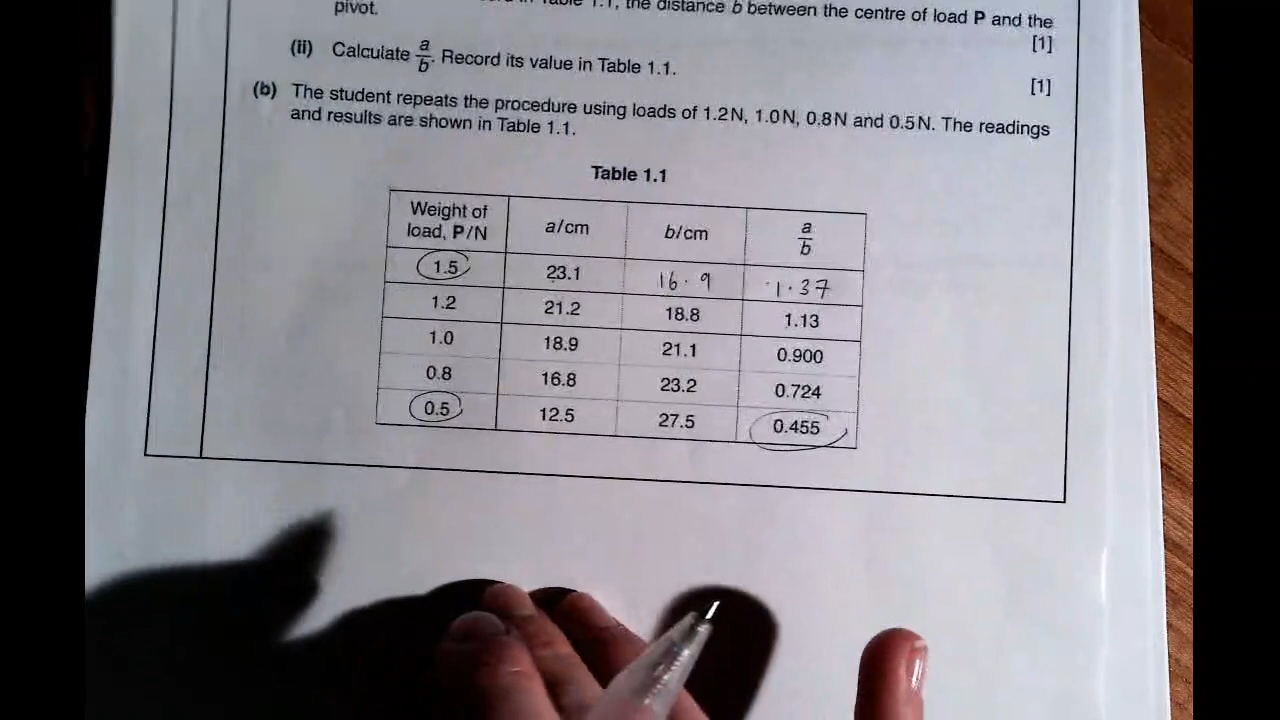 Table 1.1, the distance b between the centre of load P and the
pivot.
[1]
(ii) Calculate a/b. Record its value in Table 1.1.
[1]
(b) The student repeats the procedure using loads of 1.2N, 1.0N, 0.8N and 0.5N. The readings
and results are shown in Table 1.1.
Table 1.1
Weight of load, P/N a/cm b/cm a/b
1.5 23.1 16.9 1.37
1.2 21.2 18.8 1.13
1.0 18.9 21.1 0.900
0.8 16.8 23.2 0.724
0.5 12.5 27.5 0.455